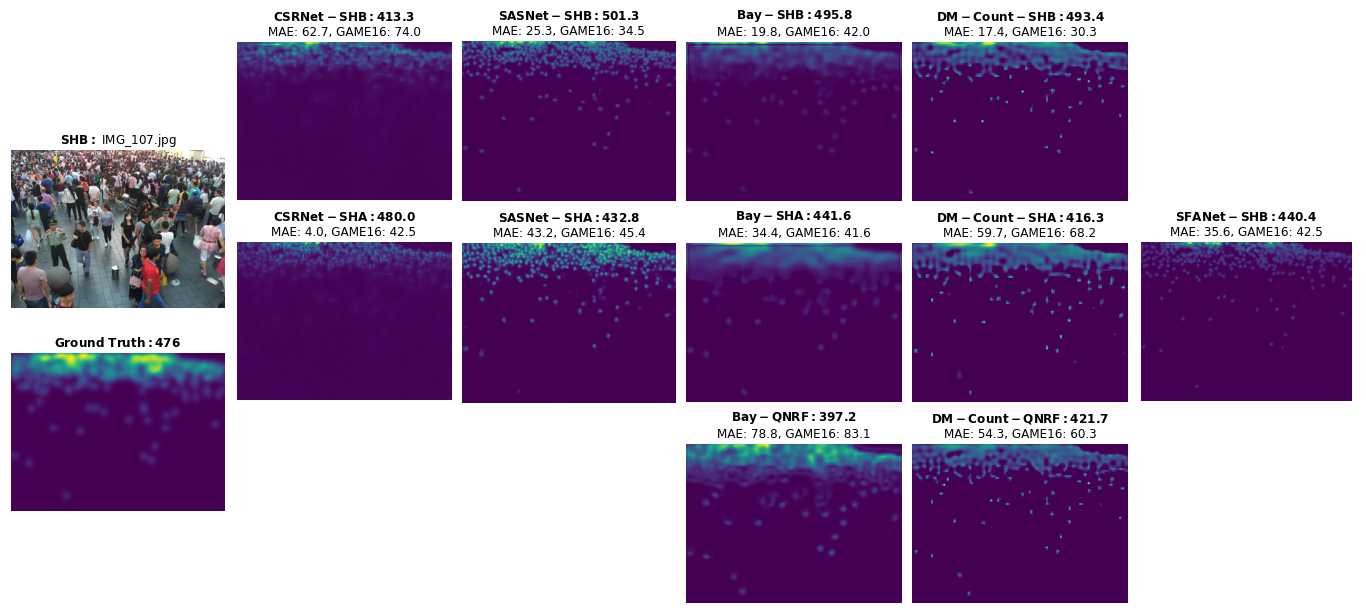 CSRNet−SHB: 413.3
MAE: 62.7, GAME16: 74.0
SASNet−SHB: 501.3
MAE: 25.3, GAME16: 34.5
Bay−SHB: 495.8
MAE: 19.8, GAME16: 42.0
DM−Count−SHB: 493.4
MAE: 17.4, GAME16: 30.3
SHB: IMG_107.jpg
CSRNet−SHA: 480.0
MAE: 4.0, GAME16: 42.5
SASNet−SHA: 432.8
MAE: 43.2, GAME16: 45.4
Bay−SHA: 441.6
MAE: 34.4, GAME16: 41.6
DM−Count−SHA: 416.3
MAE: 59.7, GAME16: 68.2
SFANet−SHB: 440.4
MAE: 35.6, GAME16: 42.5
Ground Truth: 476
Bay−QNRF: 397.2
MAE: 78.8, GAME16: 83.1
DM−Count−QNRF: 421.7
MAE: 54.3, GAME16: 60.3